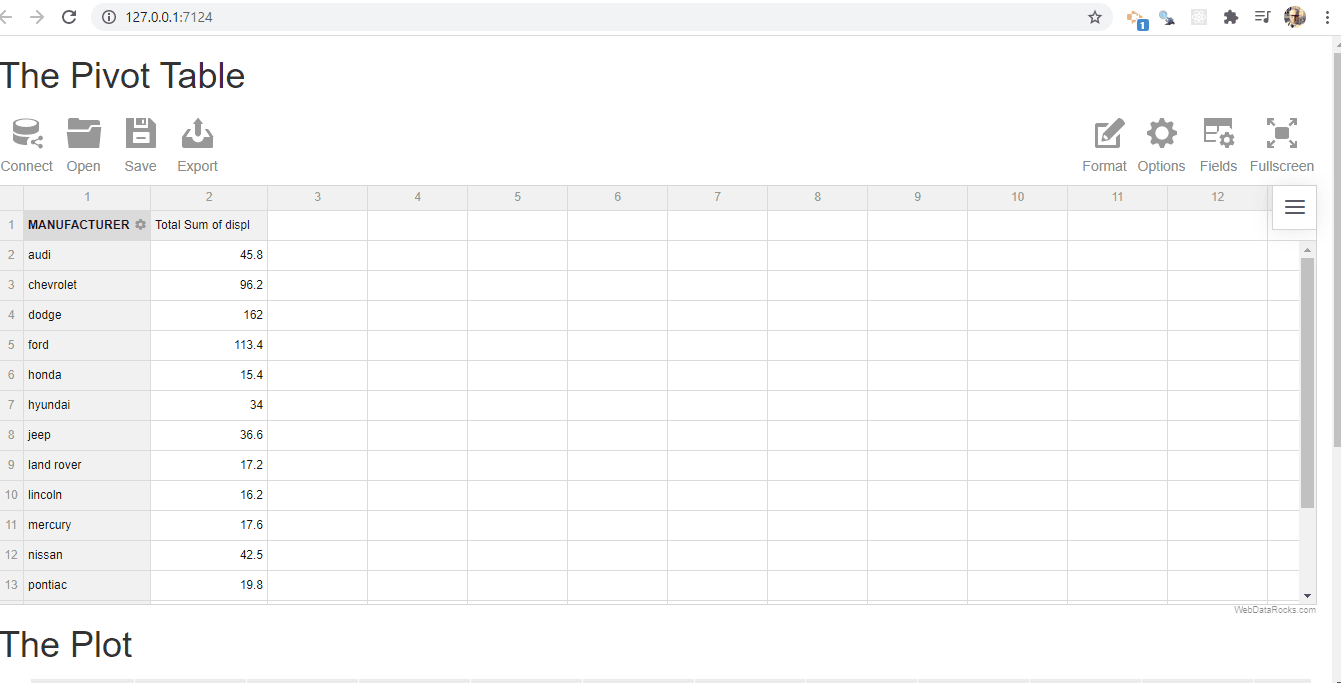 127.0.0.1:7124
1
The Pivot Table
Connect Open Save Export Format Options Fields Fullscreen
1 2 3 4 5 6 7 8 9 10 11 12
1 MANUFACTURER Total Sum of displ
2 audi 45.8
3 chevrolet 96.2
4 dodge 162
5 ford 113.4
6 honda 15.4
7 hyundai 34
8 jeep 36.6
9 land rover 17.2
10 lincoln 16.2
11 mercury 17.6
12 nissan 42.5
13 pontiac 19.8
WebDataRocks.com
The Plot